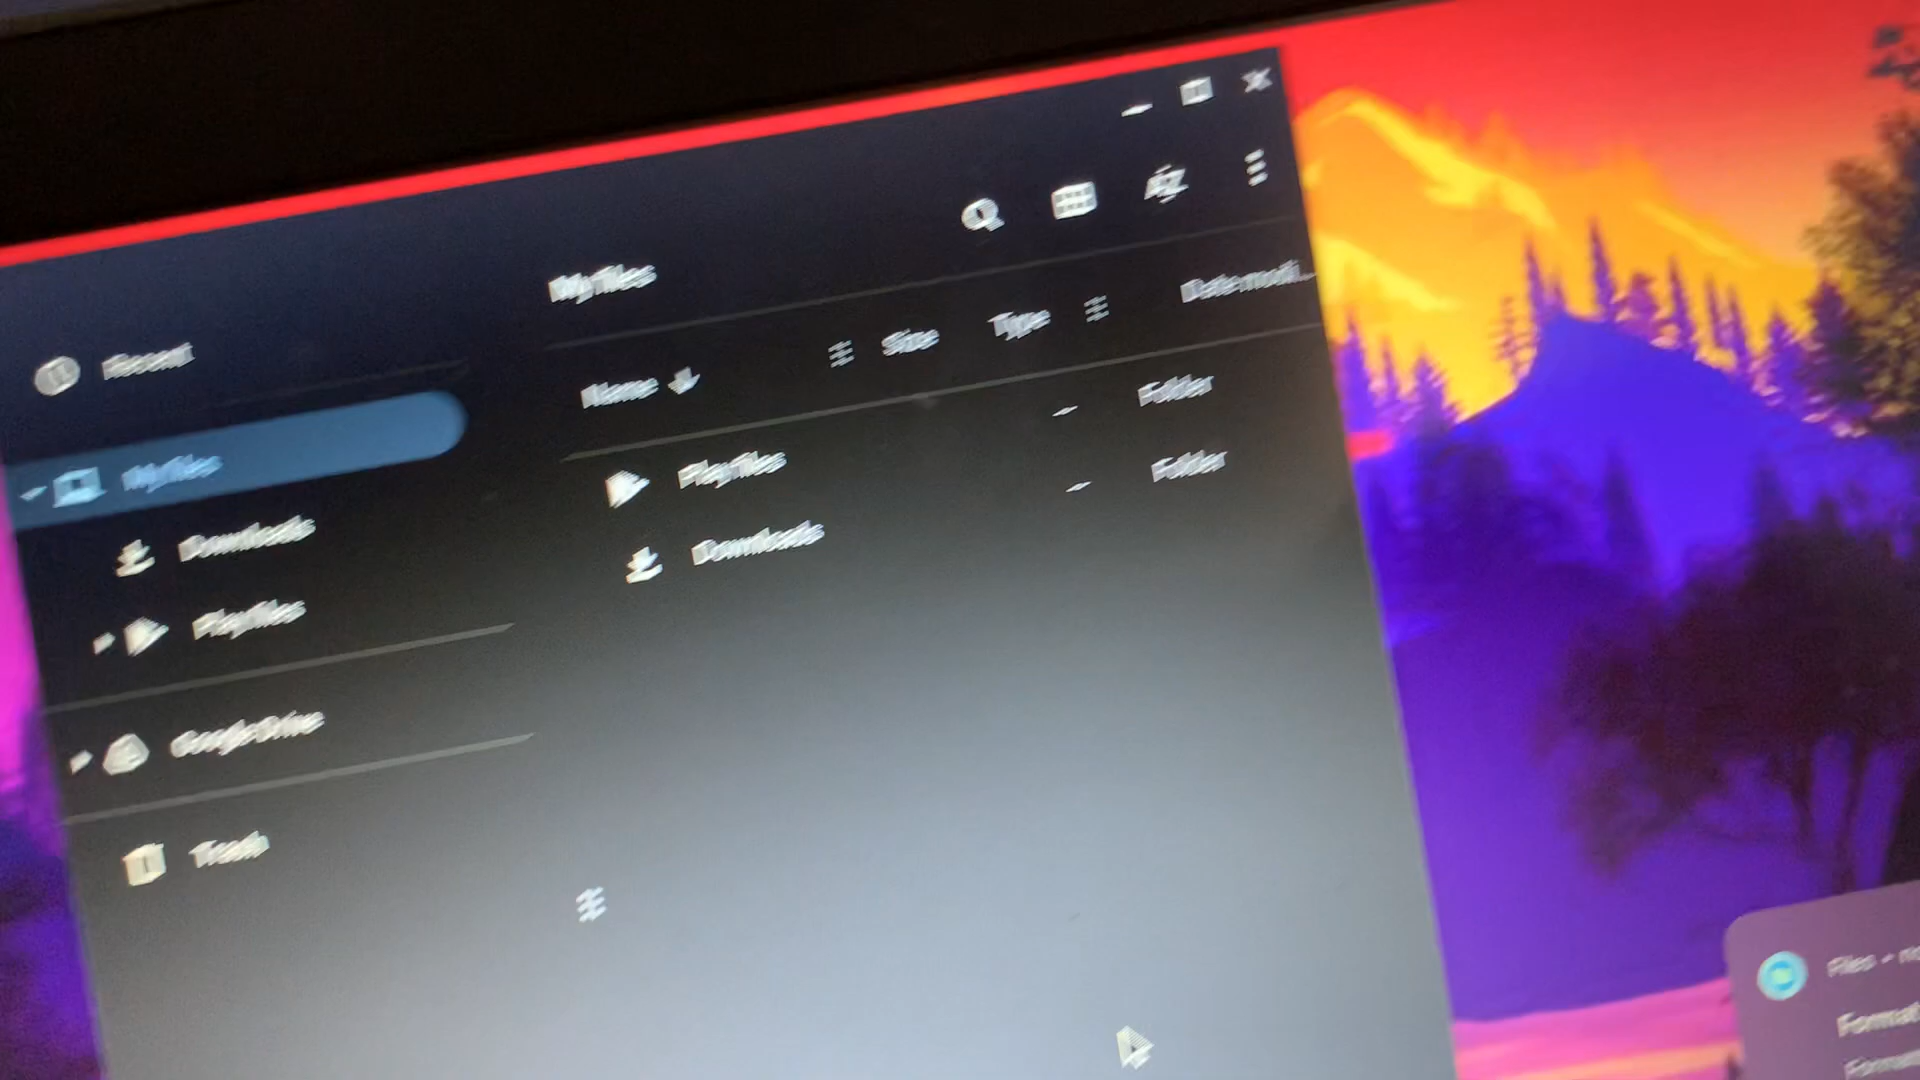 My files
Recent
Name
Size
Type
Date modi...
My files
Play files
Folder
Downloads
Folder
Downloads
Play files
Google Drive
Trash
Files
Format